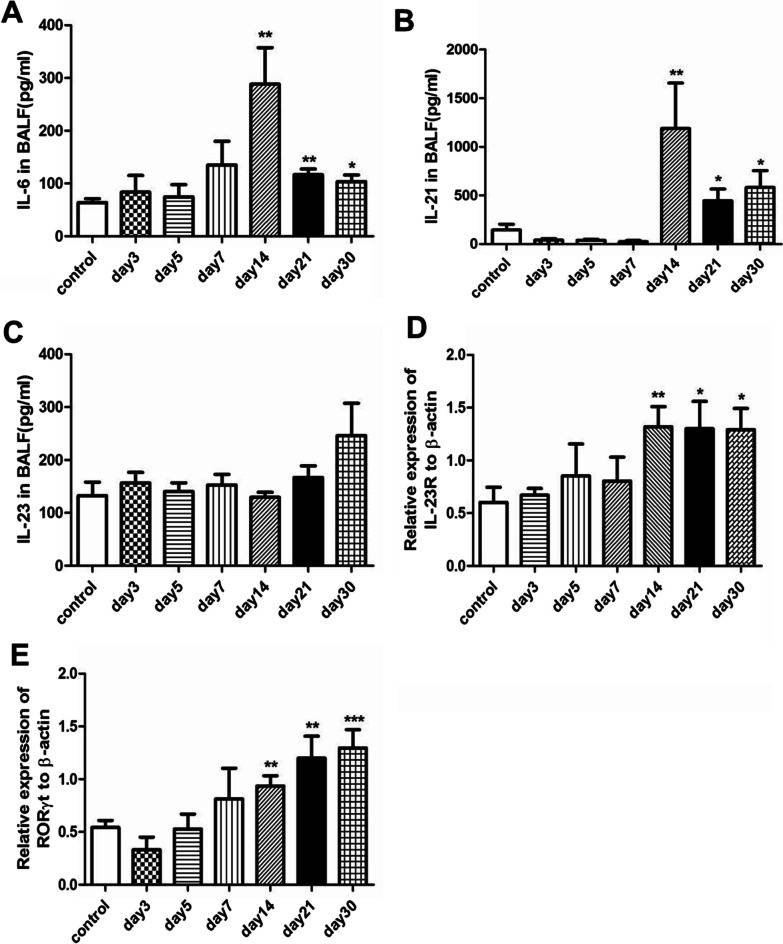 A
IL-6 in BALF(pg/ml)
400
300
200
100
0
**
**
*
control
day3
day5
day7
day14
day21
day30
B
IL-21 in BALF(pg/ml)
2000
1500
1000
500
0
**
*
*
control
day3
day5
day7
day14
day21
day30
C
IL-23 in BALF(pg/ml)
400
300
200
100
0
control
day3
day5
day7
day14
day21
day30
D
Relative expression of
IL-23R to β-actin
2.0
1.5
1.0
0.5
0.0
**
*
*
control
day3
day5
day7
day14
day21
day30
E
Relative expression of
RORγt to β-actin
2.0
1.5
1.0
0.5
0.0
**
**
***
control
day3
day5
day7
day14
day21
day30